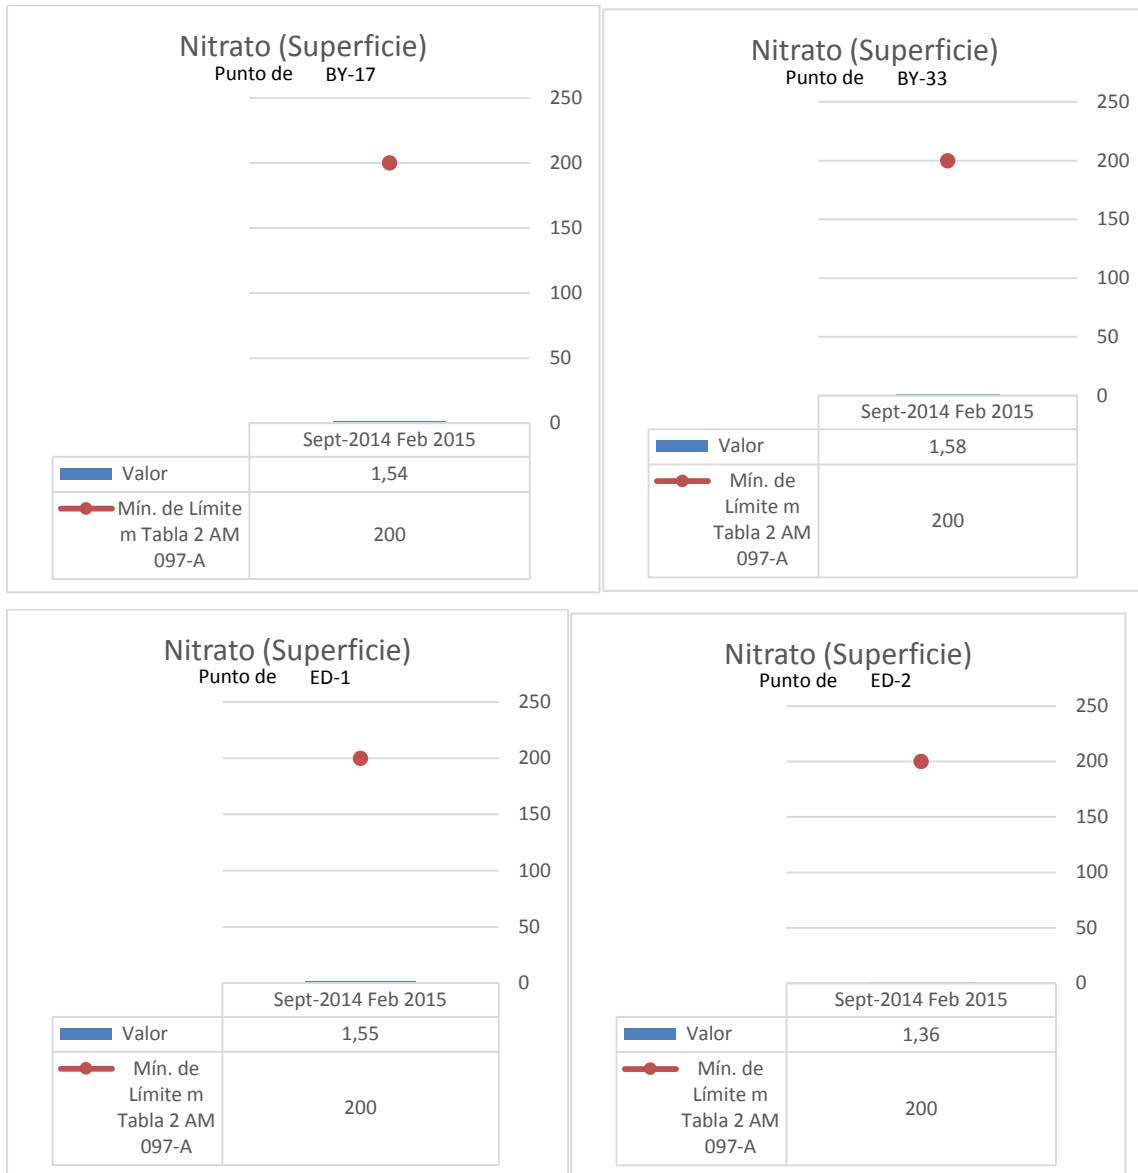 Nitrato (Superficie)
Punto de BY-17
250
200
150
100
50
0
Sept-2014 Feb 2015
Valor 1,54
Mín. de Límite
m Tabla 2 AM 200
097-A
Nitrato (Superficie)
Punto de BY-33
250
200
150
100
50
0
Sept-2014 Feb 2015
Valor 1,58
Mín. de
Límite m
Tabla 2 AM 200
097-A
Nitrato (Superficie)
Punto de ED-1
250
200
150
100
50
0
Sept-2014 Feb 2015
Valor 1,55
Mín. de
Límite m 200
Tabla 2 AM
097-A
Nitrato (Superficie)
Punto de ED-2
250
200
150
100
50
0
Sept-2014 Feb 2015
Valor 1,36
Mín. de
Límite m 200
Tabla 2 AM
097-A